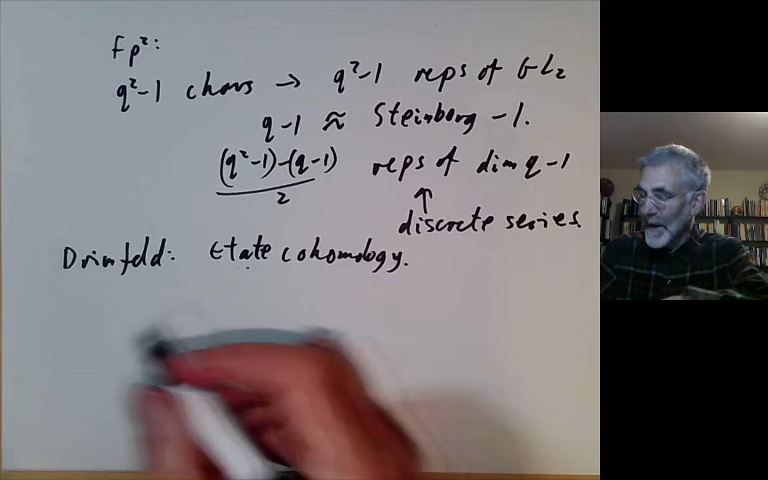 Fp²:
q²-1 chars → q²-1 reps of GL₂
q-1 ≈ Steinberg -1.
(q²-1)-(q-1) reps of dim q-1
2
↑
discrete series.
Drinfeld: Etale cohomology.